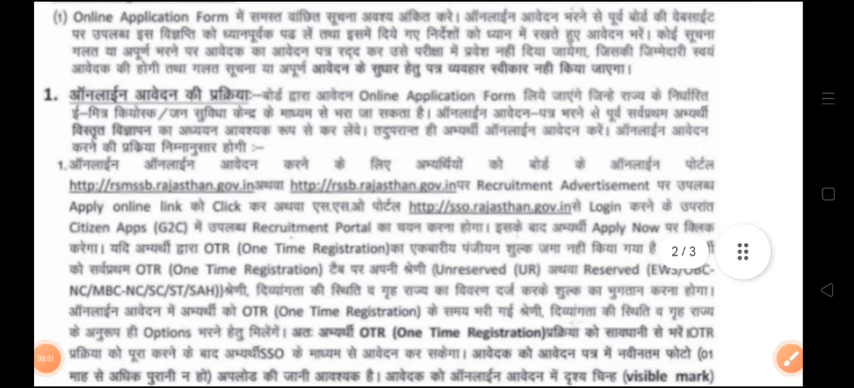 (1) Online Application Form में समस्त वांछित सूचना अवश्य अंकित करे। ऑनलाईन आवेदन भरने से पूर्व बोर्ड की वेबसाईट
पर उपलब्ध इस विज्ञप्ति को ध्यानपूर्वक पढ लें तथा इसमें दिये गए निर्देशों को ध्यान में रखते हुए आवेदन भरें। कोई सूचना
गलत या अपूर्ण भरने पर आवेदक का आवेदन पत्र रद्द कर उसे परीक्षा में प्रवेश नही दिया जायेगा, जिसकी जिम्मेदारी स्वयं
आवेदक की होगी तथा गलत सूचना या अपूर्ण आवेदन के सुधार हेतु पत्र व्यवहार स्वीकार नही किया जाएगा।
1. ऑनलाईन आवेदन की प्रक्रियाः–बोर्ड द्वारा आवेदन Online Application Form लिये जाएंगे जिन्हे राज्य के निर्धारित
ई–मित्र कियोस्क/जन सुविधा केन्द्र के माध्यम से भरा जा सकता है। ऑनलाईन आवेदन–पत्र भरने से पूर्व सर्वप्रथम अभ्यर्थी
विस्तृत विज्ञापन का अध्ययन आवश्यक रूप से कर लेवे। तदुपरान्त ही अभ्यर्थी ऑनलाईन आवेदन करें। ऑनलाईन आवेदन
करने की प्रकिया निम्नानुसार होगी :–
1. ऑनलाईन ऑनलाईन आवेदन करने के लिए अभ्यर्थियों को बोर्ड के ऑनलाईन पोर्टल
http://rsmssb.rajasthan.gov.inअथवा http://rssb.rajasthan.gov.inपर Recruitment Advertisement पर उपलब्ध
Apply online link को Click कर अथवा एस.एस.ओ पोर्टल http://sso.rajasthan.gov.inसे Login करने के उपरांत
Citizen Apps (G2C) में उपलब्ध Recruitment Portal का चयन करना होगा। इसके बाद अभ्यर्थी Apply Now पर क्लिक
करेगा। यदि अभ्यर्थी द्वारा OTR (One Time Registration)का एकबारीय पंजीयन शुल्क जमा नही किया गया है
2 / 3
को सर्वप्रथम OTR (One Time Registration) टैब पर अपनी श्रेणी (Unreserved (UR) अथवा Reserved (EWS/OBC-
NC/MBC-NC/SC/ST/SAH))श्रेणी, दिव्यांगता की स्थिति व गृह राज्य का विवरण दर्ज करके शुल्क का भुगतान करना होगा।
ऑनलाईन आवेदन में अभ्यर्थी को OTR (One Time Registration) के समय भरी गई श्रेणी, दिव्यांगता की स्थिति व गृह राज्य
के अनुरूप ही Options भरने हेतु मिलेगें। अतः अभ्यर्थी OTR (One Time Registration)प्रक्रिया को सावधानी से भरें।OTR
प्रक्रिया को पूरा करने के बाद अभ्यर्थीSSO के माध्यम से आवेदन कर सकेगा। आवेदक को आवेदन पत्र में नवीनतम फोटो (01
03:01
माह से अधिक पुरानी न हो) अपलोड की जानी आवश्यक है। आवेदक को ऑनलाईन आवेदन में दृश्य चिन्ह (visible mark)